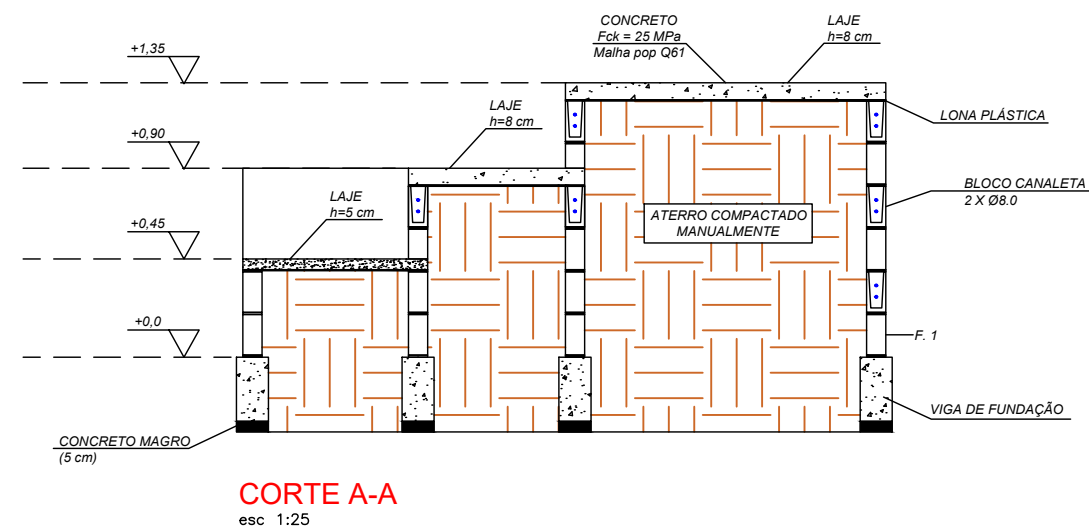 CONCRETO
Fck = 25 MPa
Malha pop Q61
LAJE
h=8 cm
+1,35
LAJE
h=8 cm
LONA PLÁSTICA
+0,90
LAJE
h=5 cm
BLOCO CANALETA
2 X Ø8.0
+0,45
ATERRO COMPACTADO
MANUALMENTE
+0,0
F. 1
VIGA DE FUNDAÇÃO
CONCRETO MAGRO
(5 cm)
CORTE A-A
esc 1:25